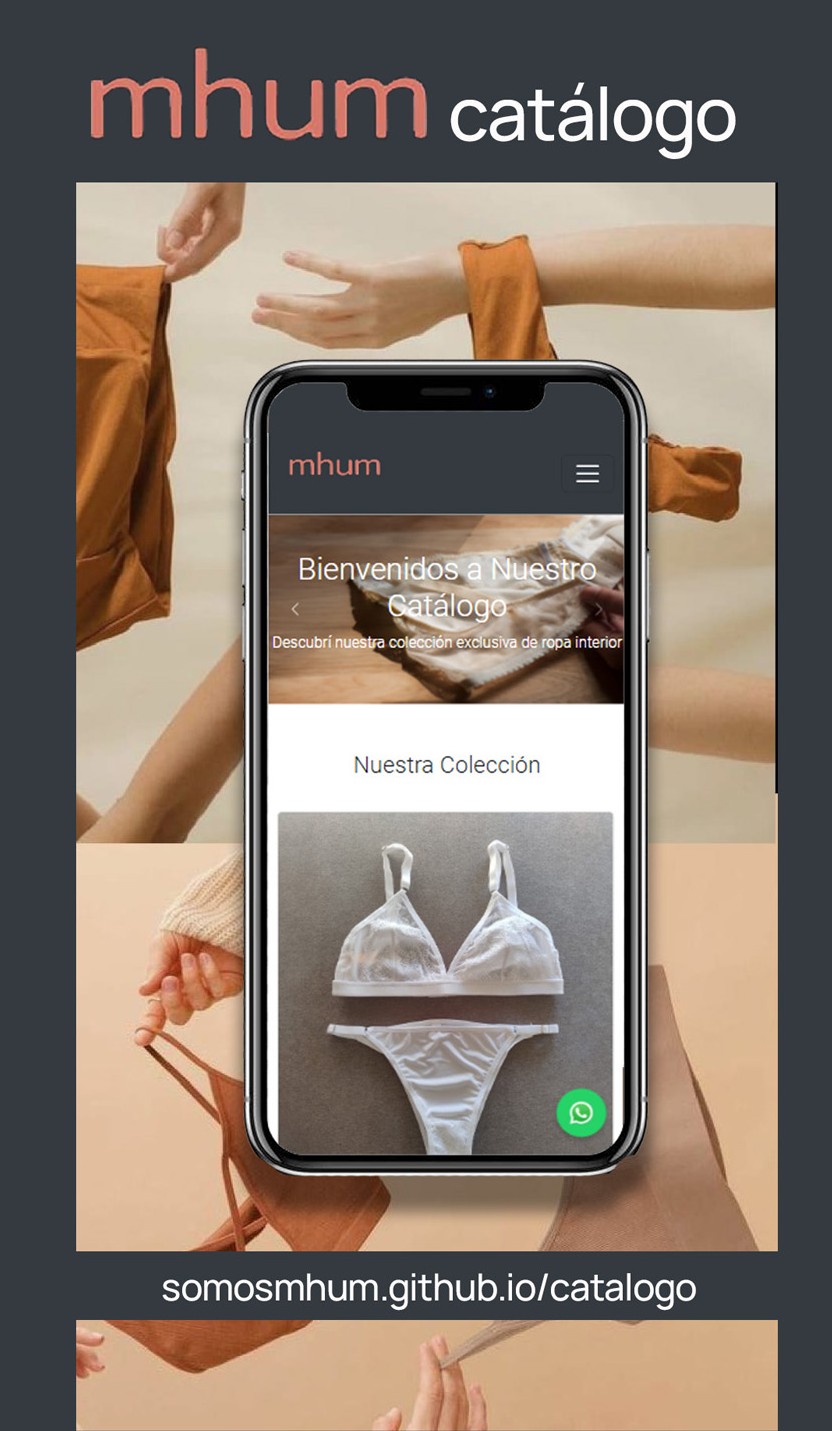 mhum catálogo
mhum
Bienvenidos a Nuestro
Catálogo
Descubrí nuestra colección exclusiva de ropa interior
Nuestra Colección
somosmhum.github.io/catalogo